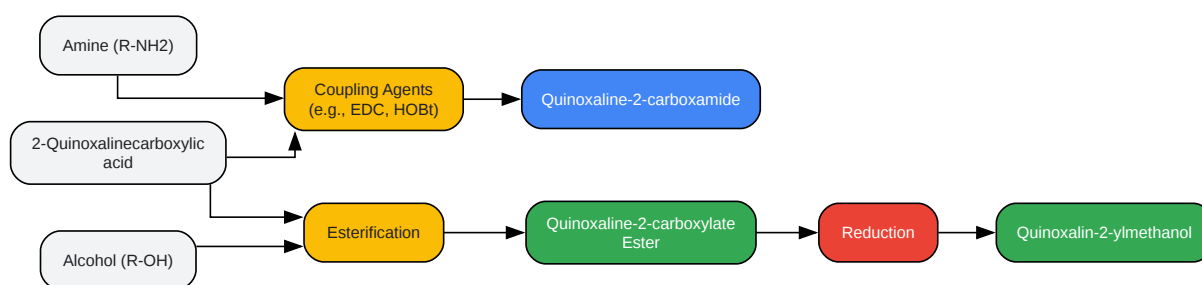 Amine (R-NH2)
Coupling Agents
(e.g., EDC, HOBt)
Quinoxaline-2-carboxamide
2-Quinoxalinecarboxylic
acid
Esterification
Quinoxaline-2-carboxylate
Ester
Reduction
Quinoxalin-2-ylmethanol
Alcohol (R-OH)